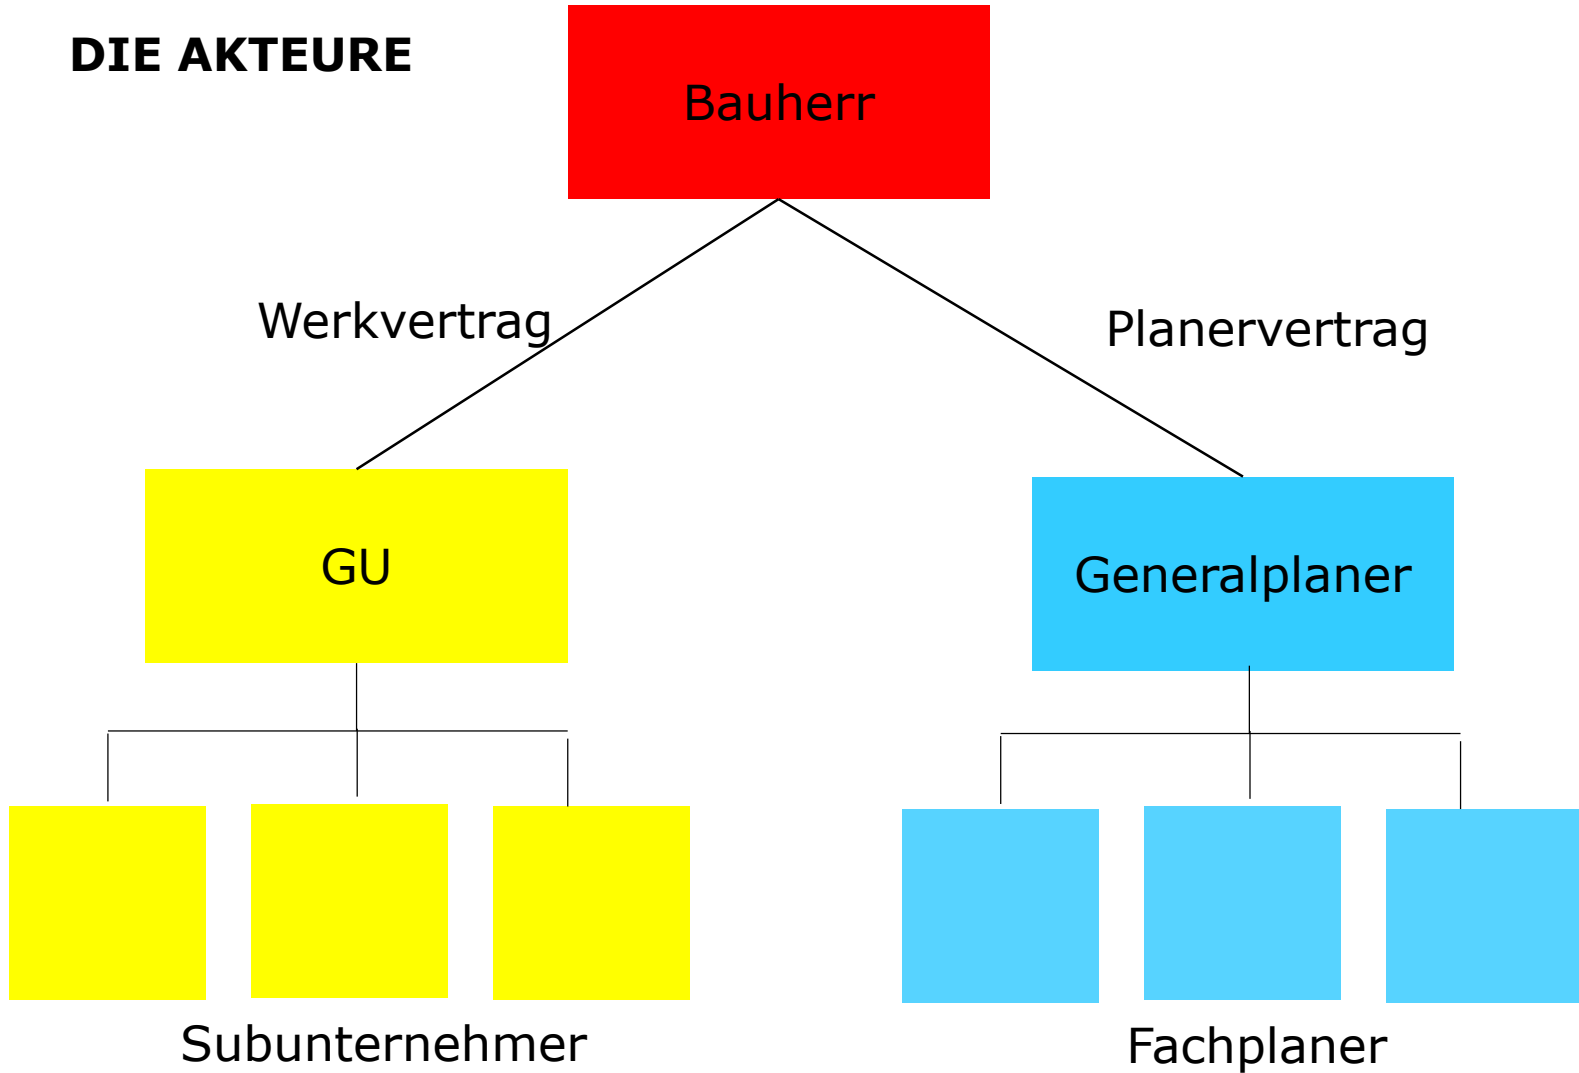 DIE AKTEURE
Bauherr
Werkvertrag
Planervertrag
GU
Generalplaner
Subunternehmer
Fachplaner